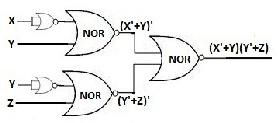 X
(X'+Y)'
Y
NOR
NOR
(X'+Y)(Y'+Z)
Y
(Y'+Z)'
Z
NOR